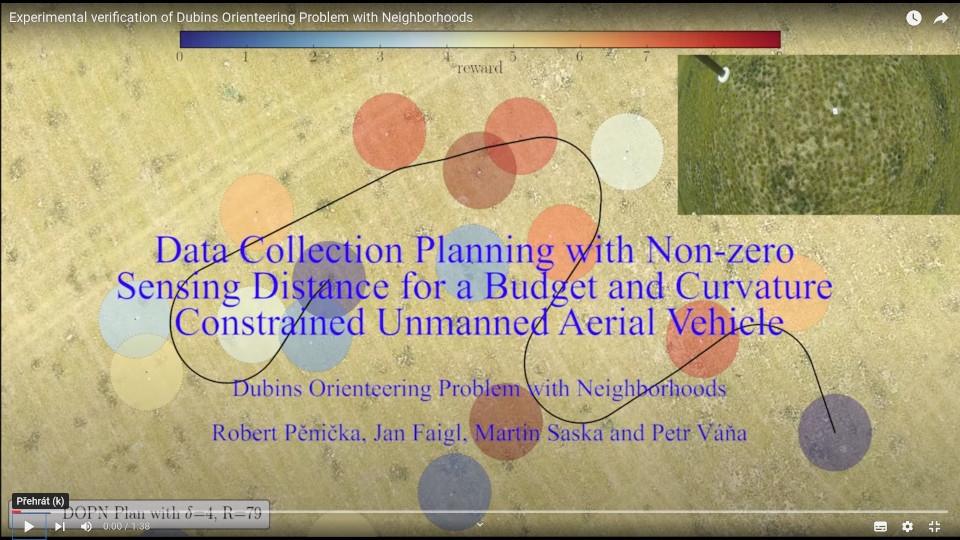 Experimental verification of Dubins Orienteering Problem with Neighborhoods
0 1 2 3 4 5 6 7
reward
Data Collection Planning with Non-zero
Sensing Distance for a Budget and Curvature
Constrained Unmanned Aerial Vehicle
Dubins Orienteering Problem with Neighborhoods
Robert Pěnička, Jan Faigl, Martin Saska and Petr Váňa
Přehrát (k)
DOPN Plan with δ=4, R=79
0:00 / 1:38